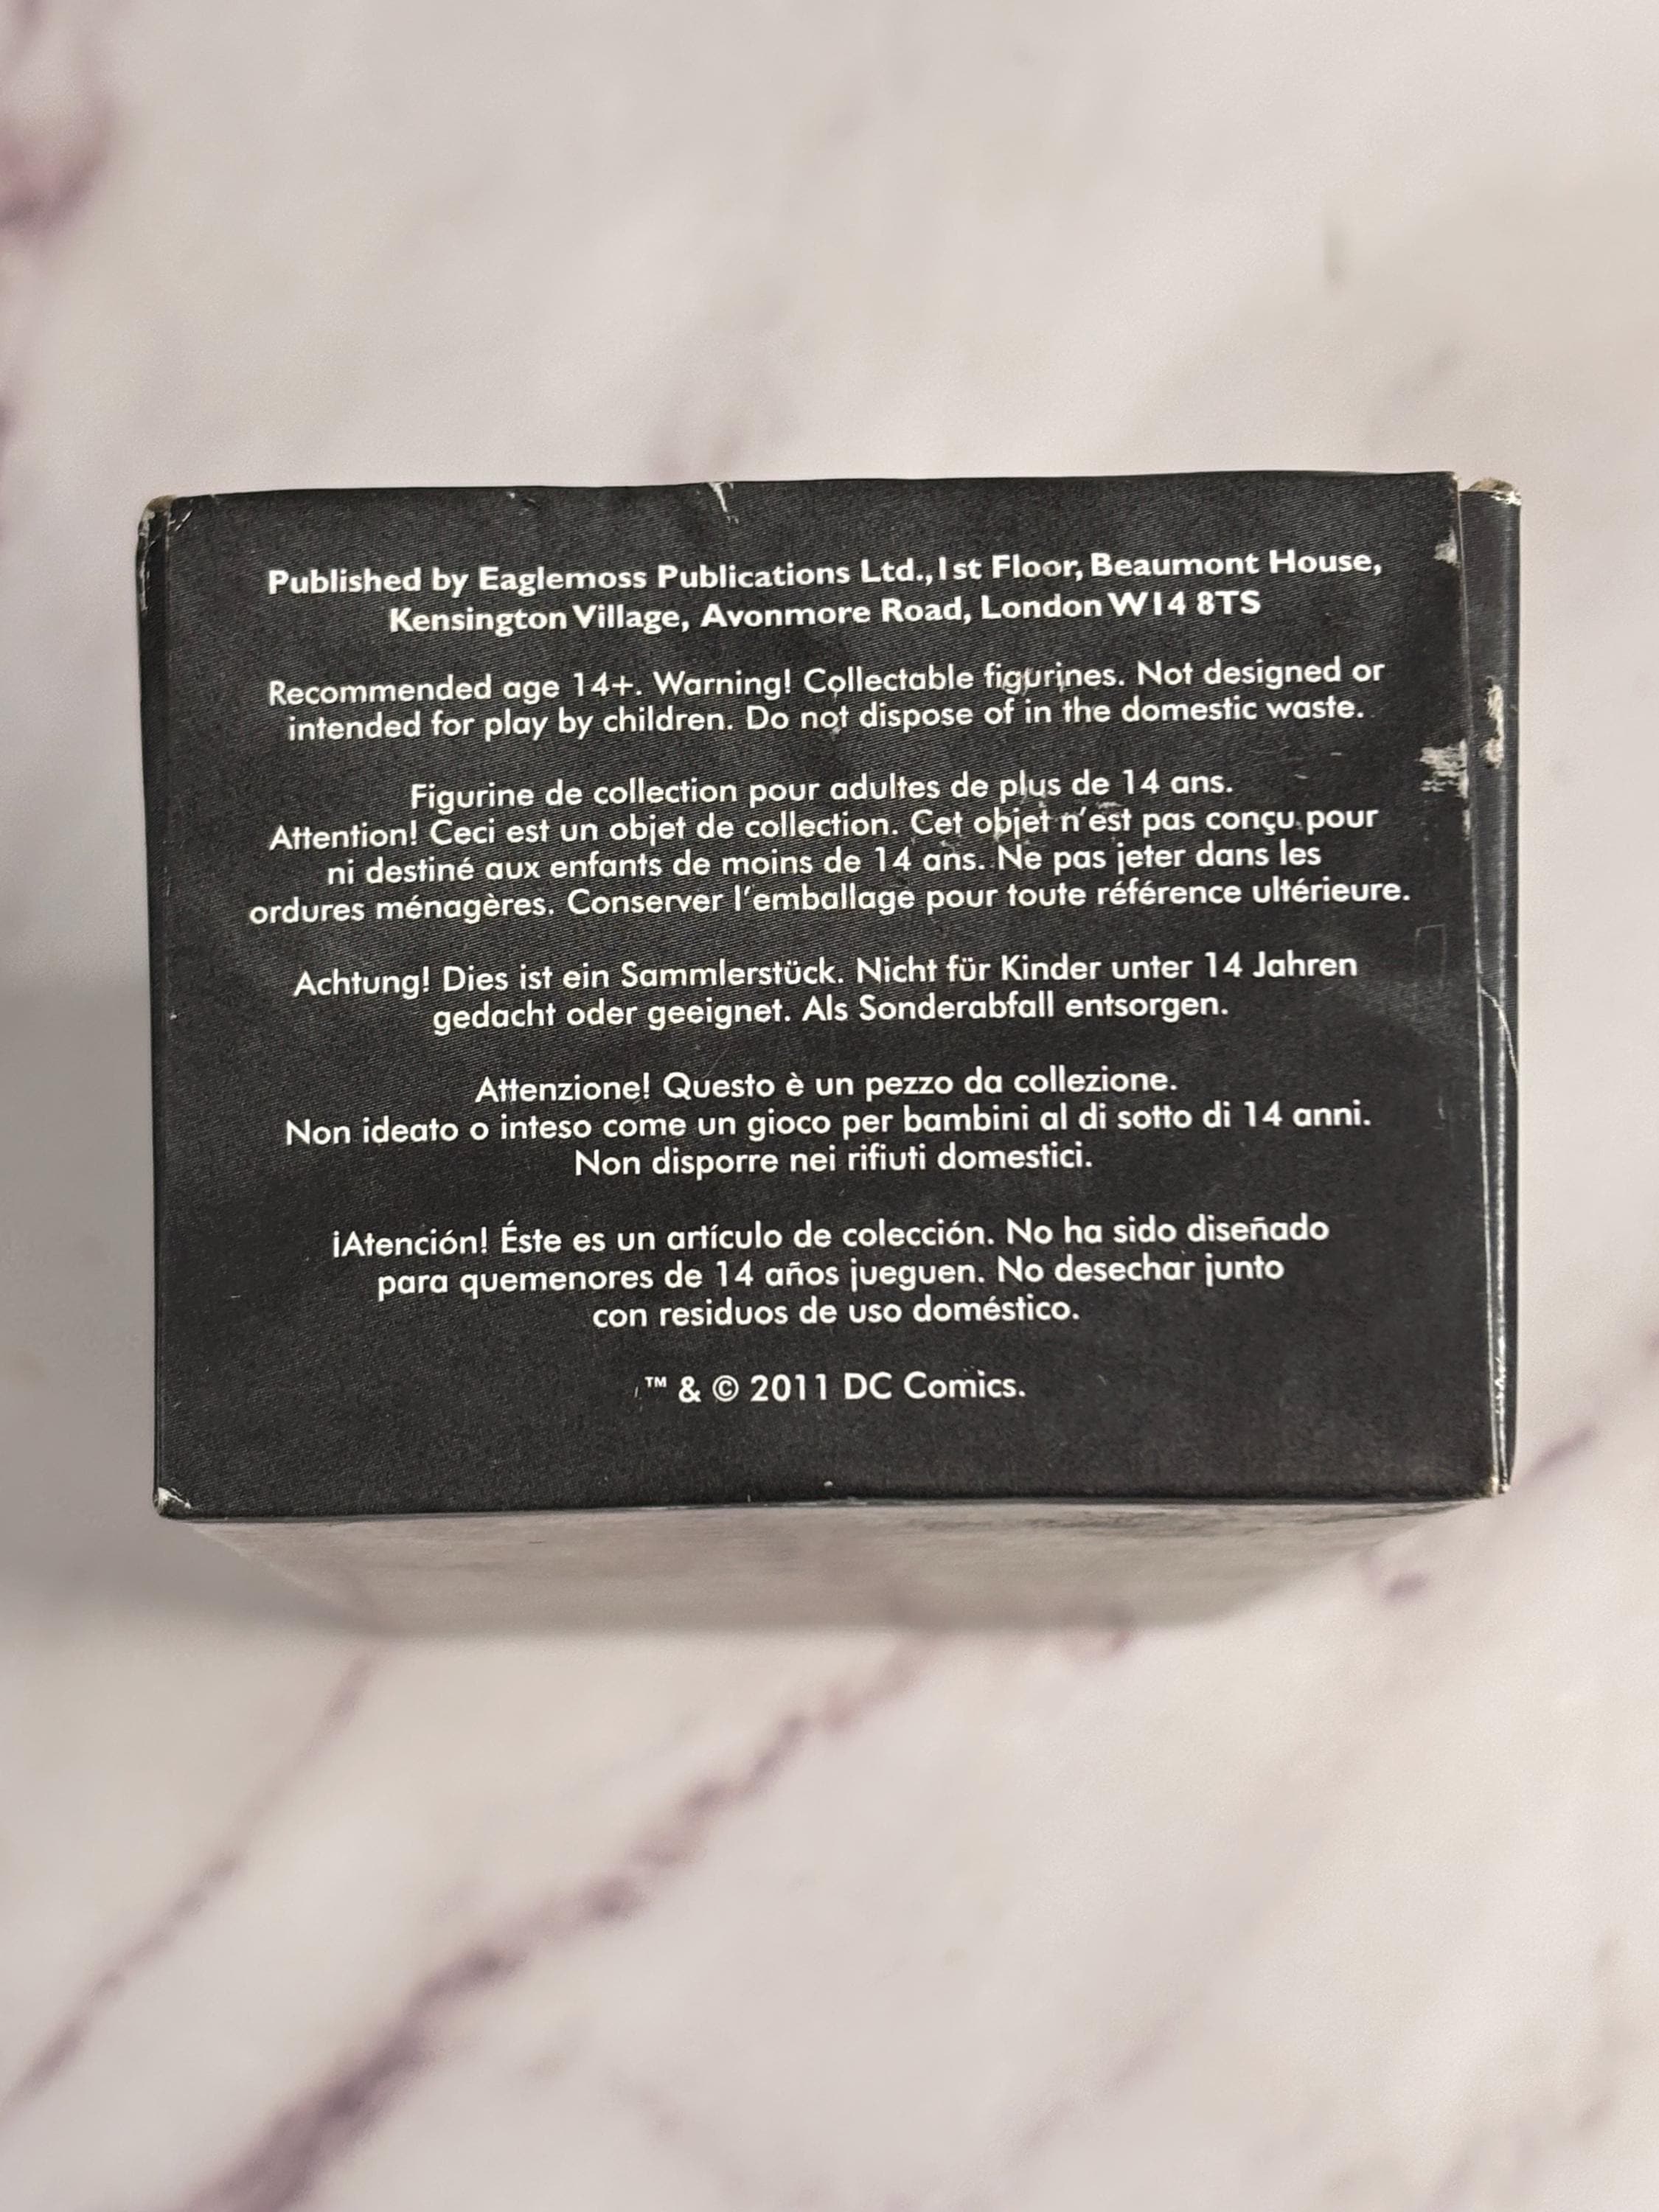 Published by Eaglemoss Publications Ltd., 1st Floor, Beaumont House,
Kensington Village, Avonmore Road, London W14 8TS
Recommended age 14+. Warning! Collectable figurines. Not designed or
intended for play by children. Do not dispose of in the domestic waste.
Figurine de collection pour adultes de plus de 14 ans.
Attention! Ceci est un objet de collection. Cet objet n'est pas conçu pour
ni destiné aux enfants de moins de 14 ans. Ne pas jeter dans les
ordures ménagères. Conserver l'emballage pour toute référence ultérieure.
Achtung! Dies ist ein Sammlerstück. Nicht für Kinder unter 14 Jahren
gedacht oder geeignet. Als Sonderabfall entsorgen.
Attenzione! Questo è un pezzo da collezione.
Non ideato o inteso come un gioco per bambini al di sotto di 14 anni.
Non disporre nei rifiuti domestici.
¡Atención! Éste es un artículo de colección. No ha sido diseñado
para quemenores de 14 años jueguen. No desechar junto
con residuos de uso doméstico.
™ & © 2011 DC Comics.